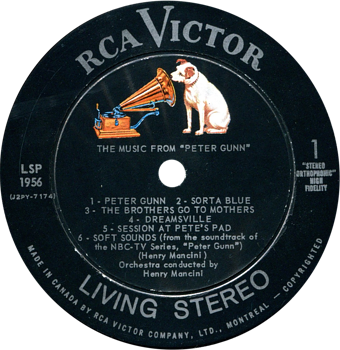 RCA VICTOR
THE MUSIC FROM "PETER GUNN"
LSP
1956
(J2PY-7174)
1
"STEREO
ORTHOPHONIC"
HIGH
FIDELITY
1 - PETER GUNN 2 - SORTA BLUE
3 - THE BROTHERS GO TO MOTHERS
4 - DREAMSVILLE
5 - SESSION AT PETE'S PAD
6 - SOFT SOUNDS (from the soundtrack of
the NBC-TV Series, "Peter Gunn")
(Henry Mancini)
Orchestra conducted by
Henry Mancini
LIVING STEREO
MADE IN CANADA BY RCA VICTOR COMPANY, LTD., MONTREAL - COPYRIGHTED